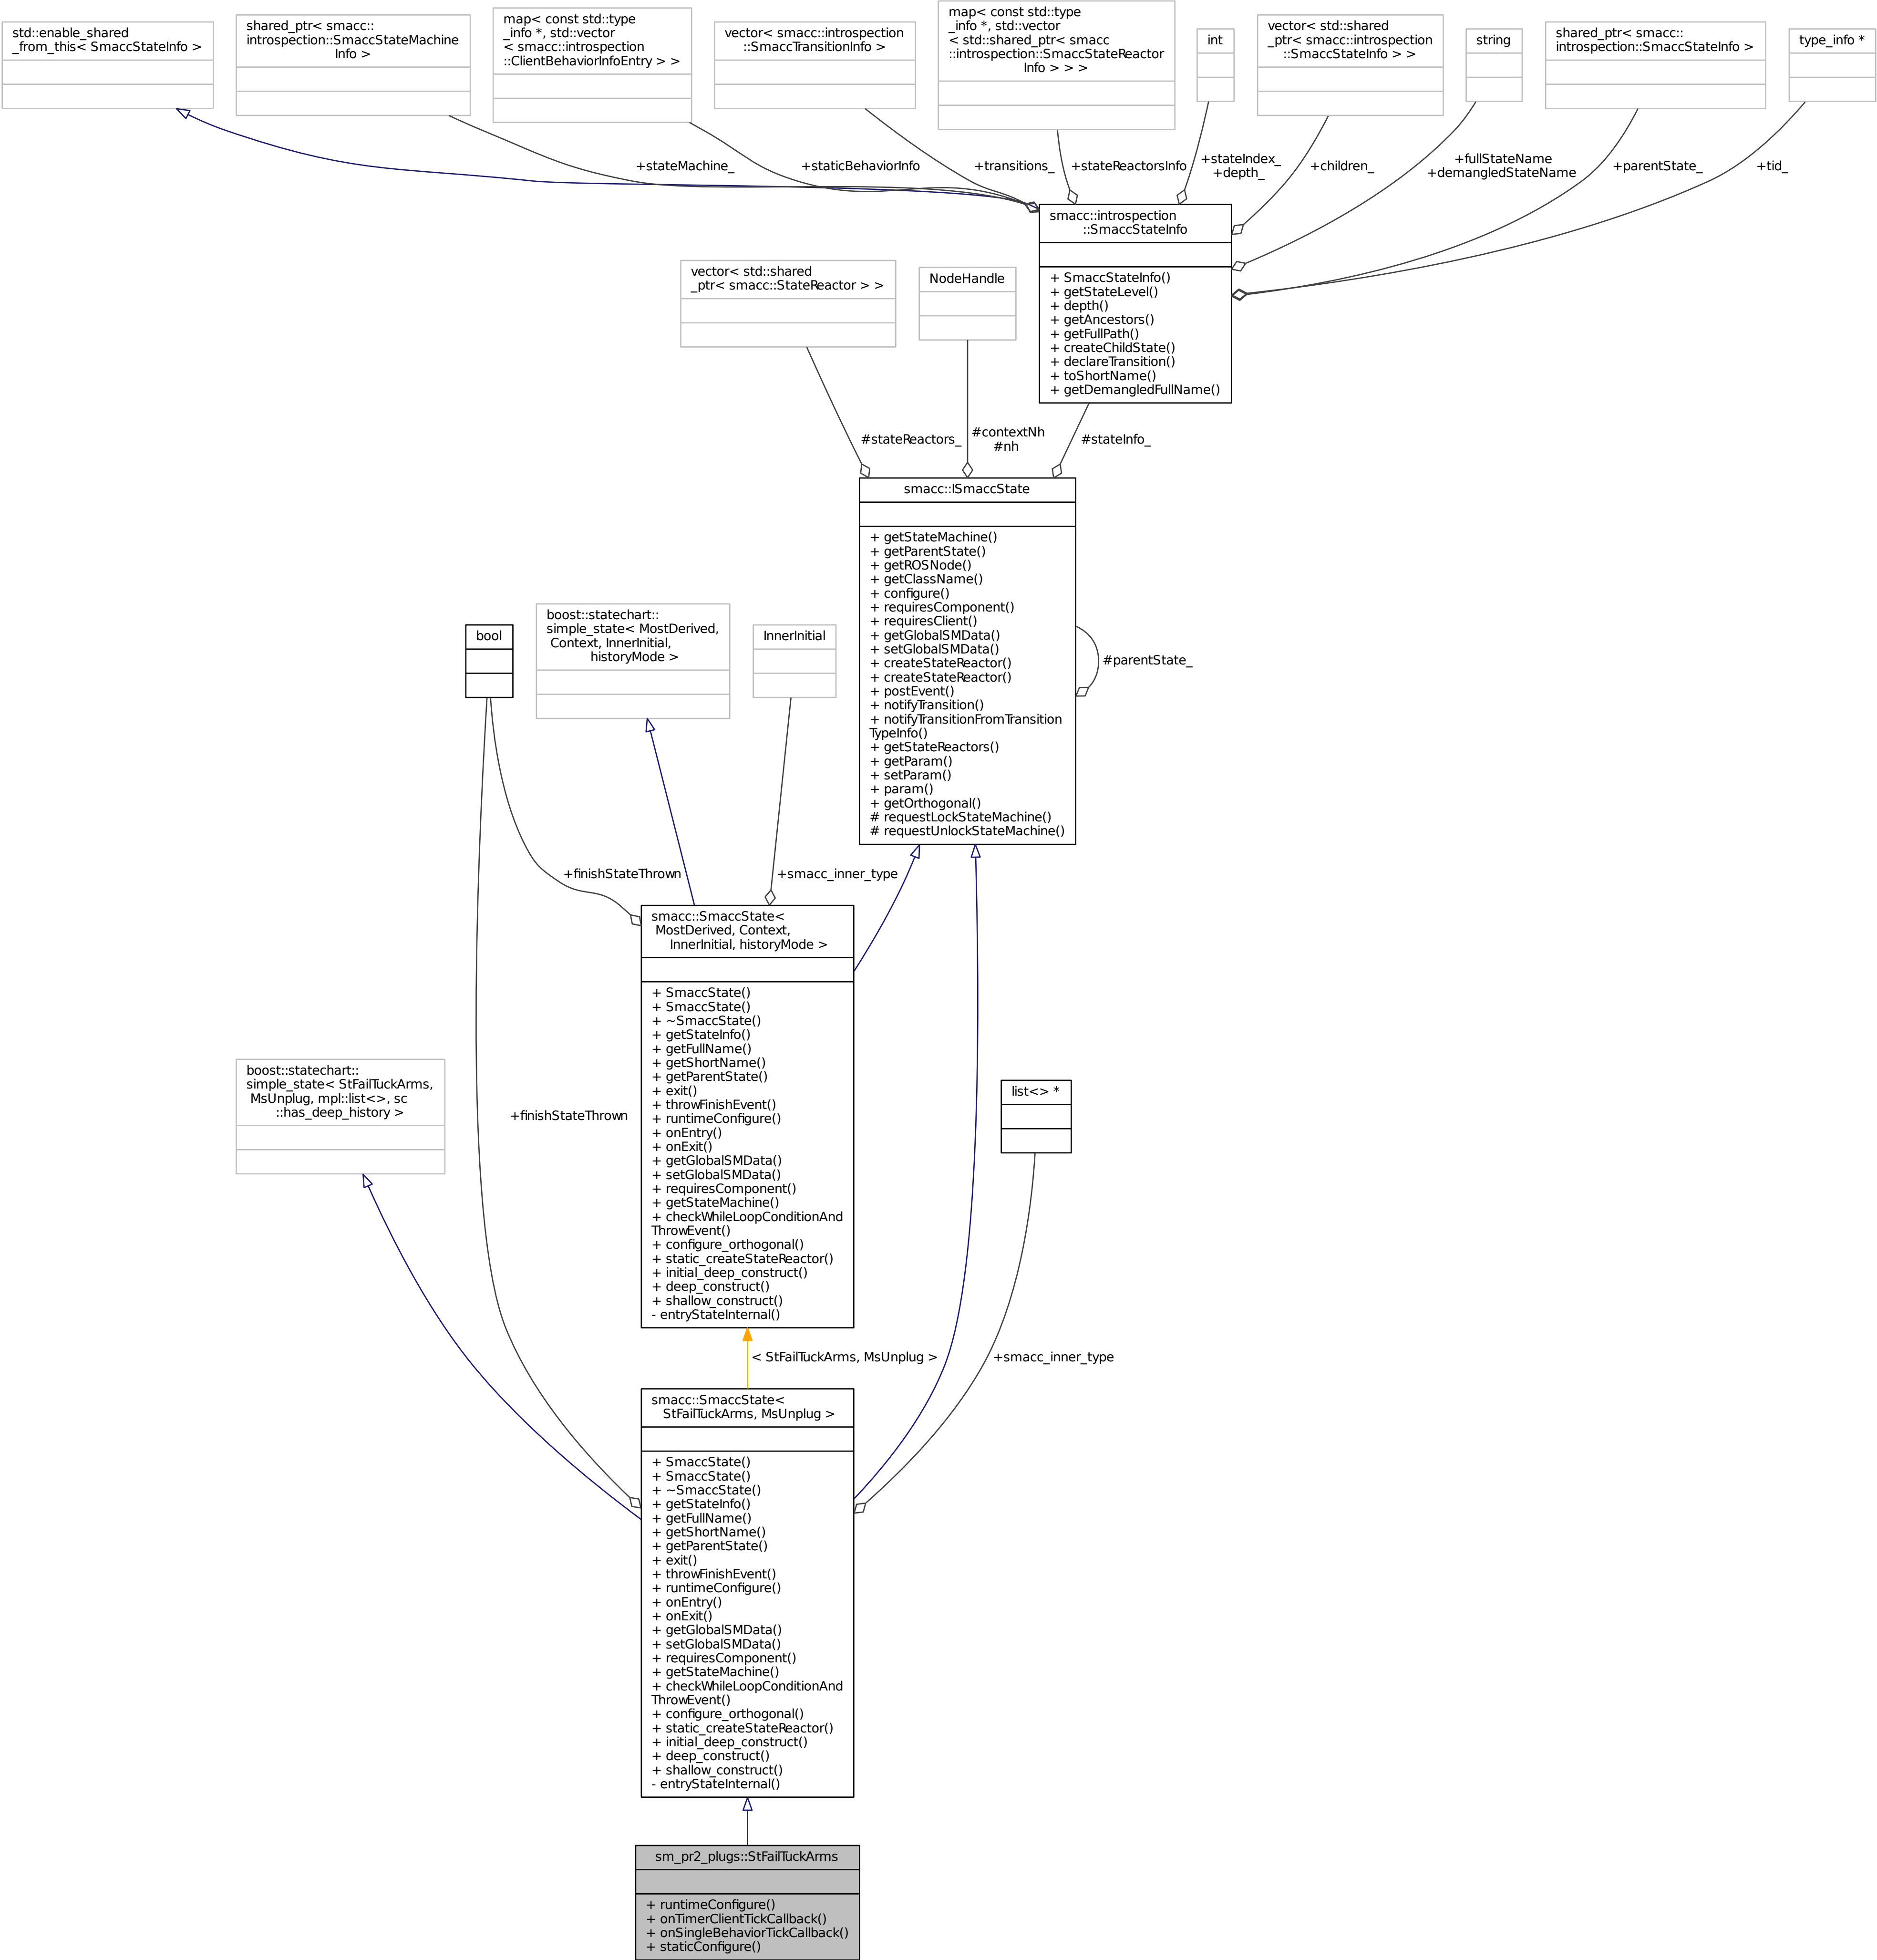 std::enable_shared
_from_this< SmaccStateInfo >
shared_ptr< smacc::
introspection::SmaccStateMachine
Info >
map< const std::type
_info *, std::vector
< smacc::introspection
::ClientBehaviorInfoEntry > >
vector< smacc::introspection
::SmaccTransitionInfo >
map< const std::type
_info *, std::vector
< std::shared_ptr< smacc
::introspection::SmaccStateReactor
Info > > >
int
vector< std::shared
_ptr< smacc::introspection
::SmaccStateInfo > >
string
shared_ptr< smacc::
introspection::SmaccStateInfo >
type_info *
+stateMachine_
+staticBehaviorInfo
+transitions_
+stateReactorsInfo
+stateIndex_
+depth_
+children_
+fullStateName
+demangledStateName
+parentState_
+tid_
smacc::introspection
::SmaccStateInfo
+ SmaccStateInfo()
+ getStateLevel()
+ depth()
+ getAncestors()
+ getFullPath()
+ createChildState()
+ declareTransition()
+ toShortName()
+ getDemangledFullName()
vector< std::shared
_ptr< smacc::StateReactor > >
NodeHandle
#stateReactors_
#contextNh
#nh
#stateInfo_
smacc::ISmaccState
+ getStateMachine()
+ getParentState()
+ getROSNode()
+ getClassName()
+ configure()
+ requiresComponent()
+ requiresClient()
+ getGlobalSMData()
+ setGlobalSMData()
+ createStateReactor()
+ createStateReactor()
+ postEvent()
+ notifyTransition()
+ notifyTransitionFromTransition
TypeInfo()
+ getStateReactors()
+ getParam()
+ setParam()
+ param()
+ getOrthogonal()
# requestLockStateMachine()
# requestUnlockStateMachine()
#parentState_
bool
boost::statechart::
simple_state< MostDerived,
Context, InnerInitial,
historyMode >
InnerInitial
+finishStateThrown
+smacc_inner_type
smacc::SmaccState<
MostDerived, Context,
InnerInitial, historyMode >
+ SmaccState()
+ SmaccState()
+ ~SmaccState()
+ getStateInfo()
+ getFullName()
+ getShortName()
+ getParentState()
+ exit()
+ throwFinishEvent()
+ runtimeConfigure()
+ onEntry()
+ onExit()
+ getGlobalSMData()
+ setGlobalSMData()
+ requiresComponent()
+ getStateMachine()
+ checkWhileLoopConditionAnd
ThrowEvent()
+ configure_orthogonal()
+ static_createStateReactor()
+ initial_deep_construct()
+ deep_construct()
+ shallow_construct()
- entryStateInternal()
boost::statechart::
simple_state< StFailTuckArms,
MsUnplug, mpl::list<>, sc
::has_deep_history >
+finishStateThrown
list<> *
< StFailTuckArms, MsUnplug >
+smacc_inner_type
smacc::SmaccState<
StFailTuckArms, MsUnplug >
+ SmaccState()
+ SmaccState()
+ ~SmaccState()
+ getStateInfo()
+ getFullName()
+ getShortName()
+ getParentState()
+ exit()
+ throwFinishEvent()
+ runtimeConfigure()
+ onEntry()
+ onExit()
+ getGlobalSMData()
+ setGlobalSMData()
+ requiresComponent()
+ getStateMachine()
+ checkWhileLoopConditionAnd
ThrowEvent()
+ configure_orthogonal()
+ static_createStateReactor()
+ initial_deep_construct()
+ deep_construct()
+ shallow_construct()
- entryStateInternal()
sm_pr2_plugs::StFailTuckArms
+ runtimeConfigure()
+ onTimerClientTickCallback()
+ onSingleBehaviorTickCallback()
+ staticConfigure()